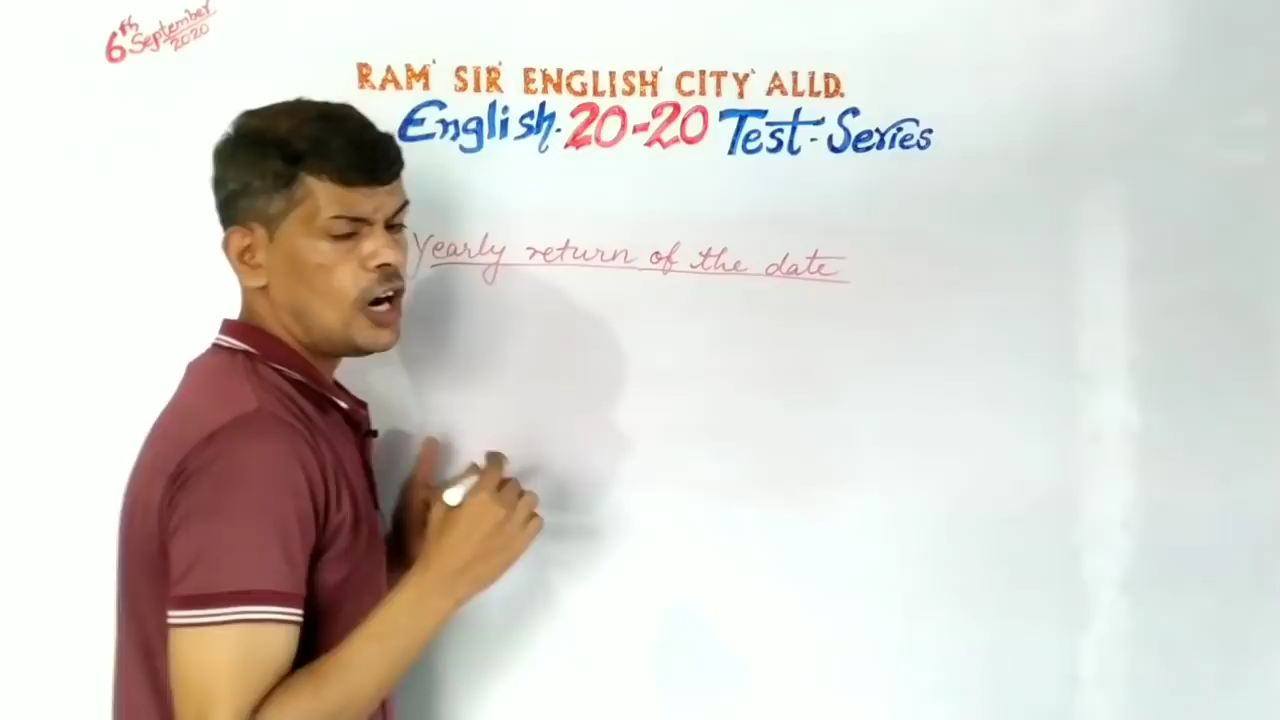 6th September 2020
RAM SIR ENGLISH CITY ALLD.
English. 20-20 Test-Series
Yearly return of the date